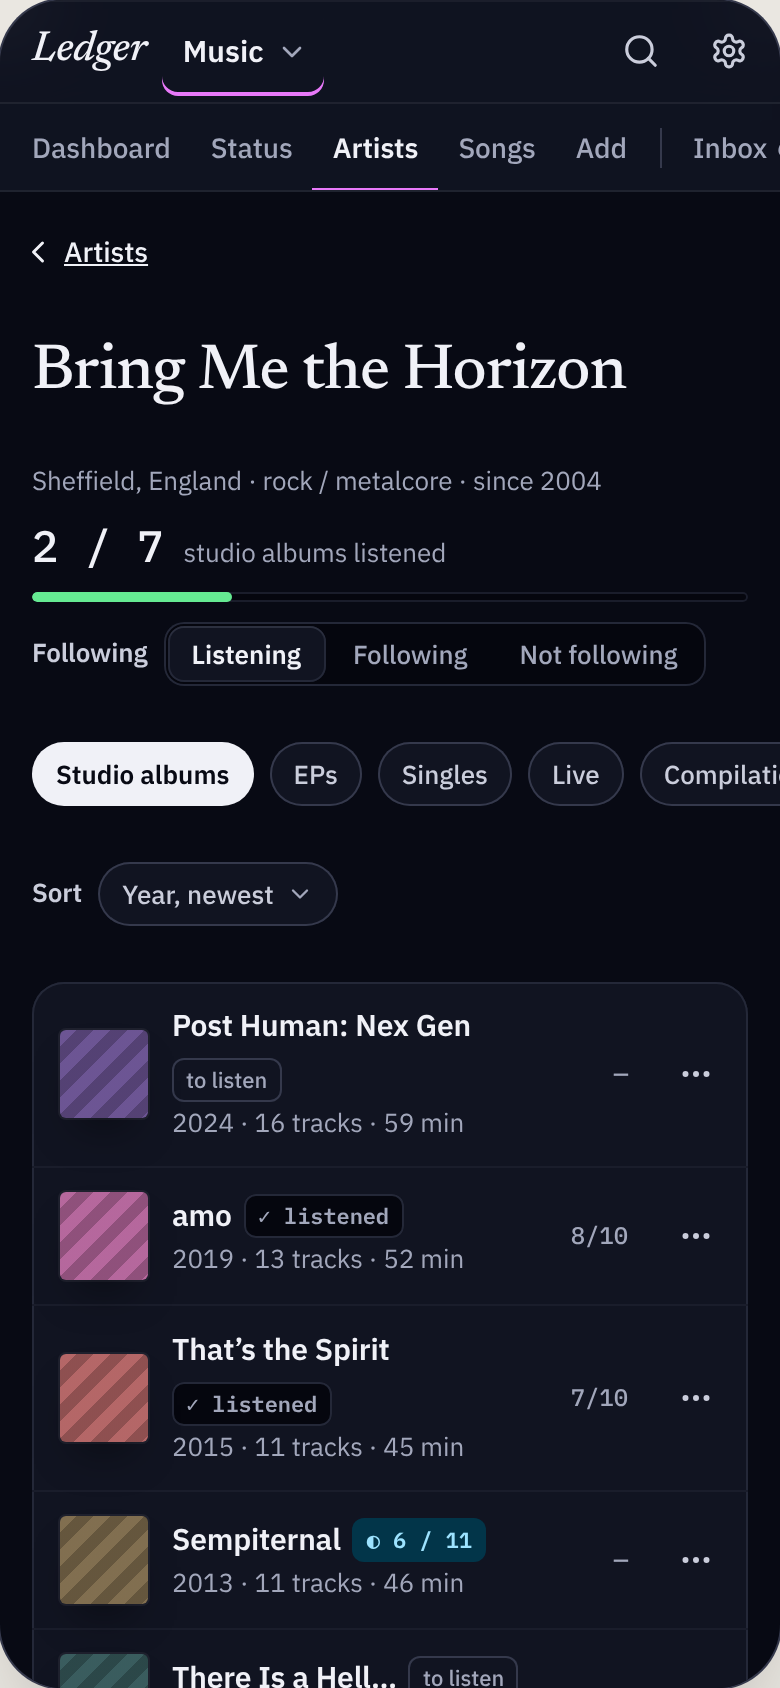 Ledger Music
Dashboard Status Artists Songs Add Inbox
Artists
Bring Me the Horizon
Sheffield, England · rock / metalcore · since 2004
2 / 7 studio albums listened
Following Listening Following Not following
Studio albums EPs Singles Live Compilati
Sort Year, newest
Post Human: Nex Gen
to listen
2024 · 16 tracks · 59 min
–
amo ✓ listened
2019 · 13 tracks · 52 min
8/10
That’s the Spirit
✓ listened
2015 · 11 tracks · 45 min
7/10
Sempiternal ◐ 6 / 11
2013 · 11 tracks · 46 min
–
There Is a Hell... to listen